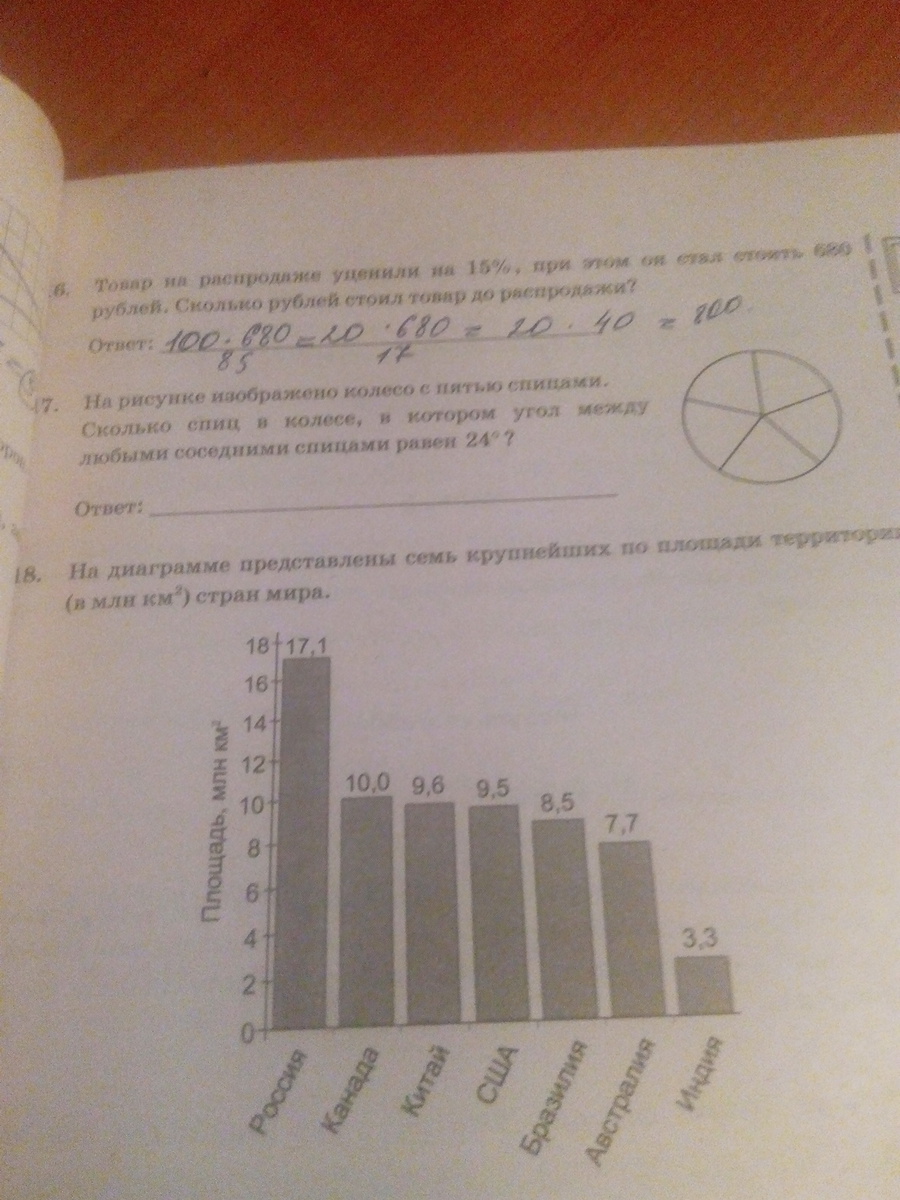 6. Товар на распродаже уценили на 15%, при этом он стал стоить 680
рублей. Сколько рублей стоил товар до распродажи?
Ответ: 100 · 680 = 20 · 680 = 20 · 40 = 800.
85 17
17. На рисунке изображено колесо с пятью спицами.
Сколько спиц в колесе, в котором угол между
любыми соседними спицами равен 24°?
Ответ:
18. На диаграмме представлены семь крупнейших по площади территории
(в млн км²) стран мира.
Площадь, млн км²
18
16
14
12
10
8
6
4
2
0
17,1
10,0
9,6
9,5
8,5
7,7
3,3
Россия
Канада
Китай
США
Бразилия
Австралия
Индия